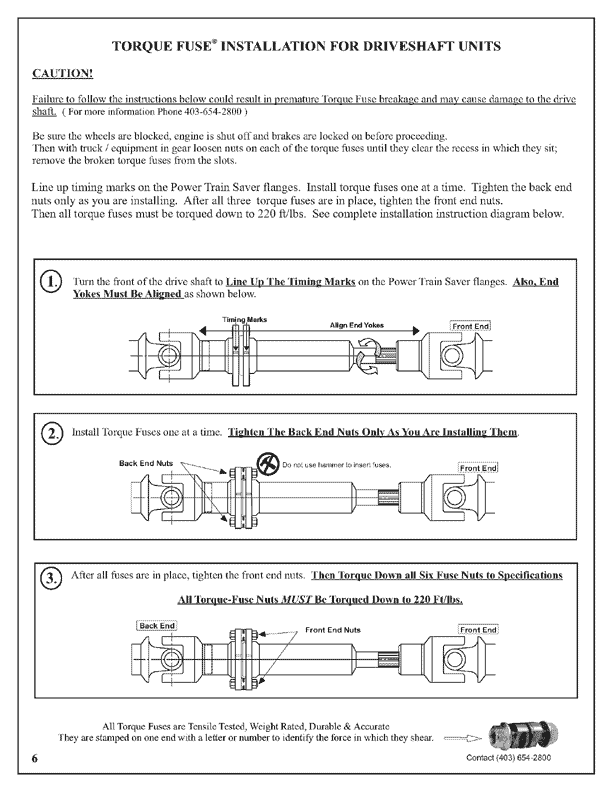 TORQUE FUSE® INSTALLATION FOR DRIVESHAFT UNITS
CAUTION!
Failure to follow the instructions below could result in premature Torque Fuse breakage and may cause damage to the drive
shaft. ( For more information Phone 403-654-2800 )
Be sure the wheels are blocked, engine is shut off and brakes are locked on before proceeding.
Then with truck / equipment in gear loosen nuts on each of the torque fuses until they clear the recess in which they sit;
remove the broken torque fuses from the slots.
Line up timing marks on the Power Train Saver flanges. Install torque fuses one at a time. Tighten the back end
nuts only as you are installing. After all three torque fuses are in place, tighten the front end nuts.
Then all torque fuses must be torqued down to 220 ft/lbs. See complete installation instruction diagram below.
1. Turn the front of the drive shaft to Line Up The Timing Marks on the Power Train Saver flanges. Also, End
Yokes Must Be Aligned as shown below.
Timing Marks
Align End Yokes
Front End
2. Install Torque Fuses one at a time. Tighten The Back End Nuts Only As You Are Installing Them.
Back End Nuts
Do not use hammer to insert fuses.
Front End
3. After all fuses are in place, tighten the front end nuts. Then Torque Down all Six Fuse Nuts to Specifications
All Torque-Fuse Nuts MUST Be Torqued Down to 220 Ft/lbs.
Back End
Front End Nuts
Front End
All Torque Fuses are Tensile Tested, Weight Rated, Durable & Accurate
They are stamped on one end with a letter or number to identify the force in which they shear.
6
Contact (403) 654-2800